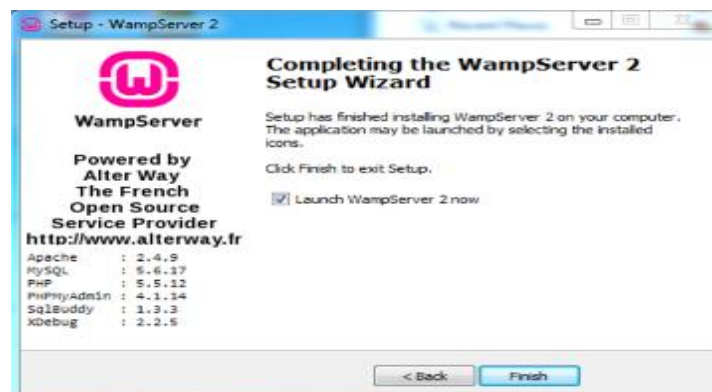 Setup - WampServer 2
WampServer
Powered by
Alter Way
The French
Open Source
Service Provider
http://www.alterway.fr
Apache : 2.4.9
MySQL : 5.6.17
PHP : 5.5.12
PHPMyAdmin : 4.1.14
SqlBuddy : 1.3.3
XDebug : 2.2.5
Completing the WampServer 2
Setup Wizard
Setup has finished installing WampServer 2 on your computer.
The application may be launched by selecting the installed
icons.
Click Finish to exit Setup.
Launch WampServer 2 now
< Back
Finish